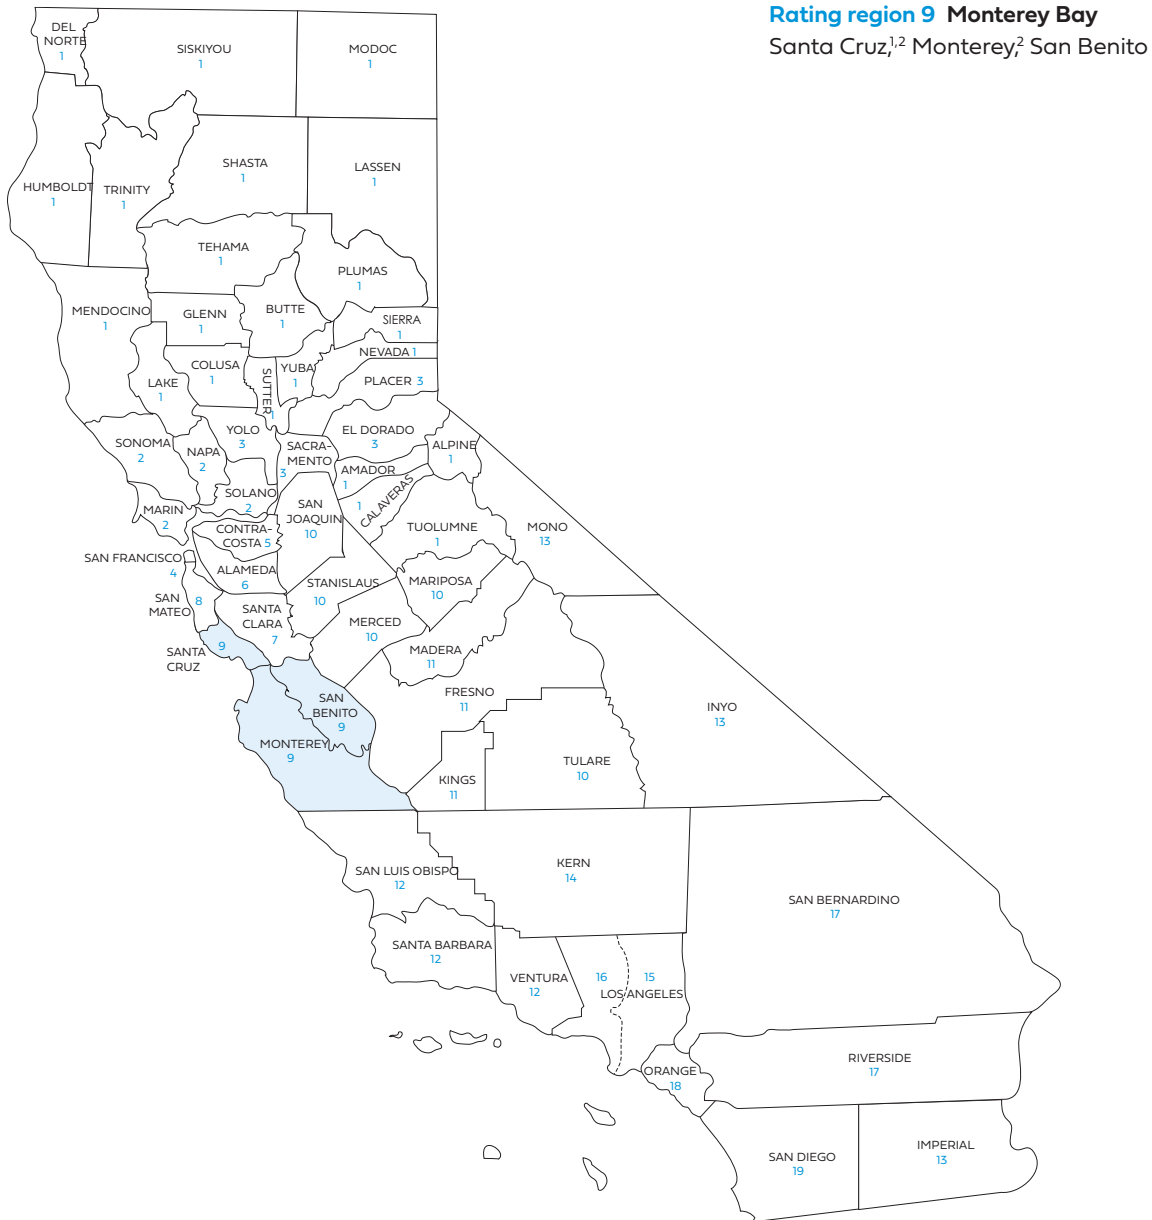 Rating region 9 Monterey Bay
Santa Cruz,1,2 Monterey,2 San Benito
DEL
NORTE
1
SISKIYOU
1
MODOC
1
HUMBOLDT
1
TRINITY
1
SHASTA
1
LASSEN
1
TEHAMA
1
PLUMAS
1
MENDOCINO
1
GLENN
1
BUTTE
1
SIERRA
1
NEVADA 1
COLUSA
1
SUTTER
1
YUBA
1
PLACER 3
LAKE
1
SONOMA
2
NAPA
2
YOLO
3
SACRA-
MENTO
3
EL DORADO
3
ALPINE
1
AMADOR
1
CALAVERAS
1
SOLANO
2
MARIN
2
SAN
JOAQUIN
10
CONTRA-
COSTA 5
TUOLUMNE
1
MONO
13
SAN FRANCISCO
4
ALAMEDA
6
STANISLAUS
10
MARIPOSA
10
SAN
MATEO
8
SANTA
CLARA
7
MERCED
10
MADERA
11
SANTA
CRUZ
9
SAN
BENITO
9
FRESNO
11
INYO
13
MONTEREY
9
KINGS
11
TULARE
10
SAN LUIS OBISPO
12
KERN
14
SAN BERNARDINO
17
SANTA BARBARA
12
VENTURA
12
16
15
LOS ANGELES
ORANGE
18
RIVERSIDE
17
SAN DIEGO
19
IMPERIAL
13